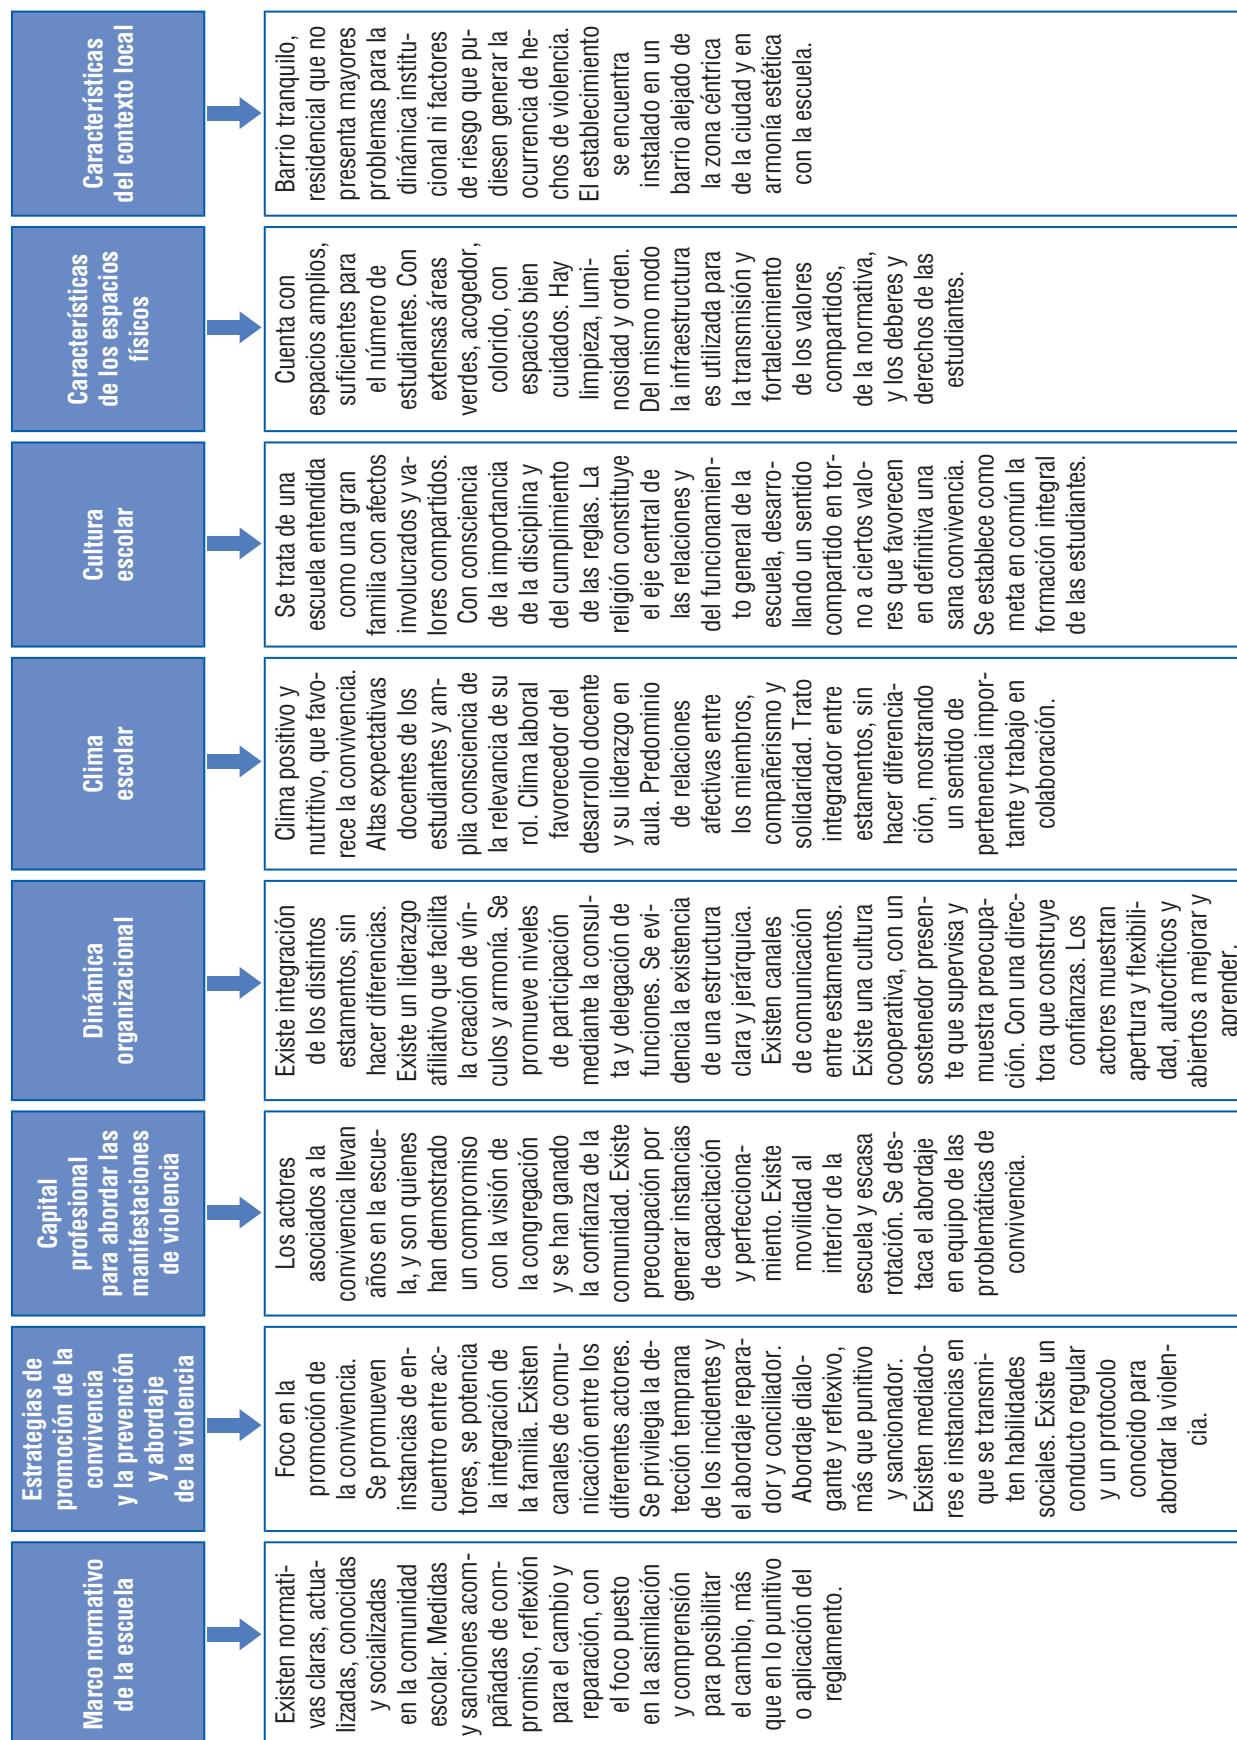 Marco normativo
de la escuela
Existen normati-
vas claras, actua-
lizadas, conocidas
y socializadas
en la comunidad
escolar. Medidas
y sanciones acom-
pañadas de com-
promiso, reflexión
para el cambio y
reparación, con
el foco puesto
en la asimilación
y comprensión
para posibilitar
el cambio, más
que en lo punitivo
o aplicación del
reglamento.
Estrategias de
promoción de la
convivencia
y la prevención
y abordaje
de la violencia
Foco en la
promoción de
la convivencia.
Se promueven
instancias de en-
cuentro entre ac-
tores, se potencia
la integración de
la familia. Existen
canales de comu-
nicación entre los
diferentes actores.
Se privilegia la de-
tección temprana
de los incidentes y
el abordaje repara-
dor y conciliador.
Abordaje dialo-
gante y reflexivo,
más que punitivo
y sancionador.
Existen mediado-
res e instancias en
que se transmi-
ten habilidades
sociales. Existe un
conducto regular
y un protocolo
conocido para
abordar la violen-
cia.
Capital
profesional
para abordar las
manifestaciones
de violencia
Los actores
asociados a la
convivencia llevan
años en la escue-
la, y son quienes
han demostrado
un compromiso
con la visión de
la congregación
y se han ganado
la confianza de la
comunidad. Existe
preocupación por
generar instancias
de capacitación
y perfecciona-
miento. Existe
movilidad al
interior de la
escuela y escasa
rotación. Se des-
taca el abordaje
en equipo de las
problemáticas de
convivencia.
Dinámica
organizacional
Existe integración
de los distintos
estamentos, sin
hacer diferencias.
Existe un liderazgo
afiliativo que facilita
la creación de vín-
culos y armonía. Se
promueve niveles
de participación
mediante la consul-
ta y delegación de
funciones. Se evi-
dencia la existencia
de una estructura
clara y jerárquica.
Existen canales
de comunicación
entre estamentos.
Existe una cultura
cooperativa, con un
sostenedor presen-
te que supervisa y
muestra preocupa-
ción. Con una direc-
tora que construye
confianzas. Los
actores muestran
apertura y flexibili-
dad, autocríticos y
abiertos a mejorar y
aprender.
Clima
escolar
Clima positivo y
nutritivo, que favo-
rece la convivencia.
Altas expectativas
docentes de los
estudiantes y am-
plia consciencia de
la relevancia de su
rol. Clima laboral
favorecedor del
desarrollo docente
y su liderazgo en
aula. Predominio
de relaciones
afectivas entre
los miembros,
compañerismo y
solidaridad. Trato
integrador entre
estamentos, sin
hacer diferencia-
ción, mostrando
un sentido de
pertenencia impor-
tante y trabajo en
colaboración.
Cultura
escolar
Se trata de una
escuela entendida
como una gran
familia con afectos
involucrados y va-
lores compartidos.
Con consciencia
de la importancia
de la disciplina y
del cumplimiento
de las reglas. La
religión constituye
el eje central de
las relaciones y
del funcionamien-
to general de la
escuela, desarro-
llando un sentido
compartido en tor-
no a ciertos valo-
res que favorecen
en definitiva una
sana convivencia.
Se establece como
meta en común la
formación integral
de las estudiantes.
Características
de los espacios
físicos
Cuenta con
espacios amplios,
suficientes para
el número de
estudiantes. Con
extensas áreas
verdes, acogedor,
colorido, con
espacios bien
cuidados. Hay
limpieza, lumi-
nosidad y orden.
Del mismo modo
la infraestructura
es utilizada para
la transmisión y
fortalecimiento
de los valores
compartidos,
de la normativa,
y los deberes y
derechos de las
estudiantes.
Características
del contexto local
Barrio tranquilo,
residencial que no
presenta mayores
problemas para la
dinámica institu-
cional ni factores
de riesgo que pu-
diesen generar la
ocurrencia de he-
chos de violencia.
El establecimiento
se encuentra
instalado en un
barrio alejado de
la zona céntrica
de la ciudad y en
armonía estética
con la escuela.